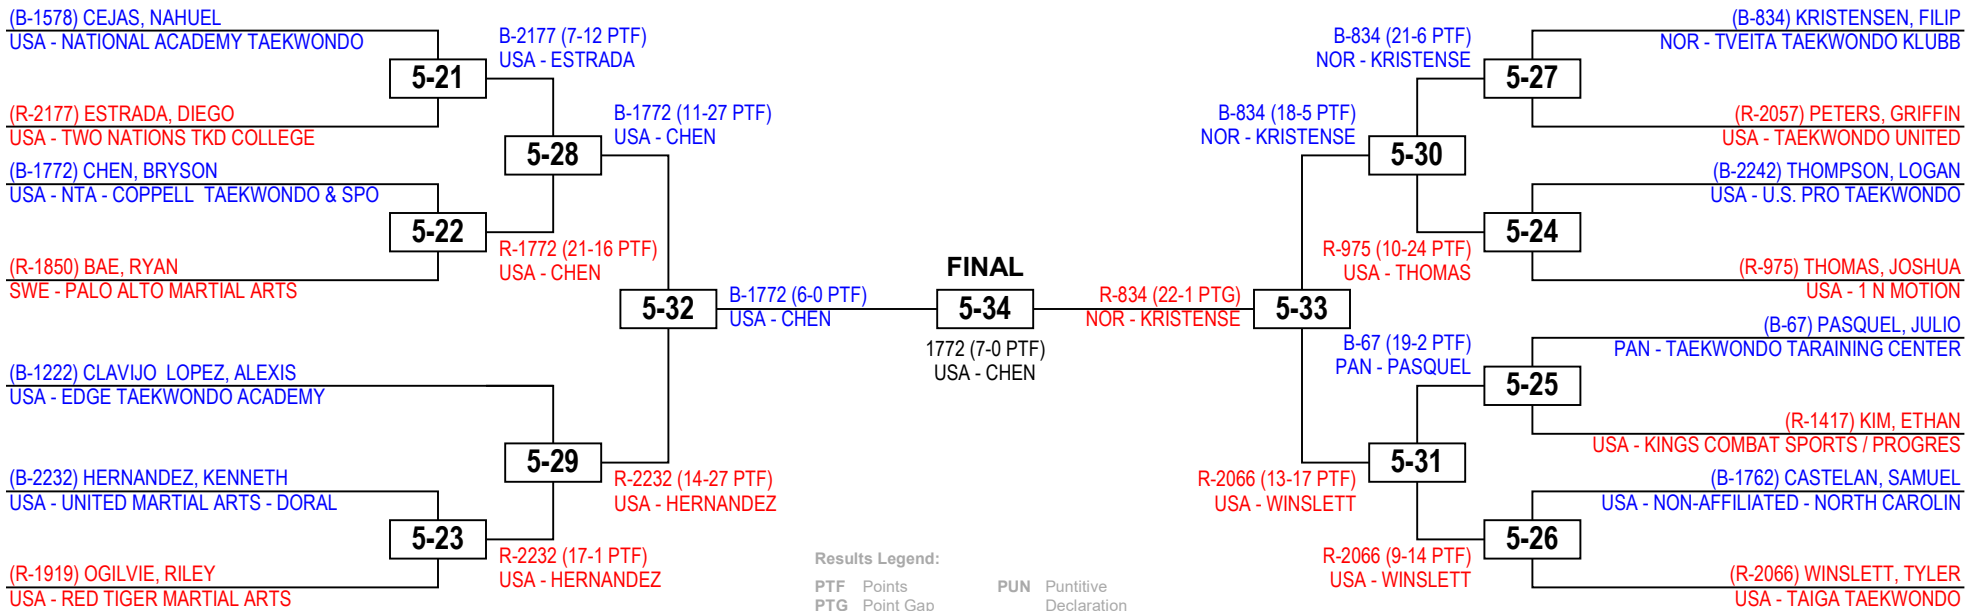 (B-1578) CEJAS, NAHUEL
USA - NATIONAL ACADEMY TAEKWONDO
5-21
(R-2177) ESTRADA, DIEGO
USA - TWO NATIONS TKD COLLEGE
B-2177 (7-12 PTF)
USA - ESTRADA
(B-1772) CHEN, BRYSON
USA - NTA - COPPELL  TAEKWONDO & SPO
5-22
(R-1850) BAE, RYAN
SWE - PALO ALTO MARTIAL ARTS
R-1772 (21-16 PTF)
USA - CHEN
5-28
B-1772 (11-27 PTF)
USA - CHEN
(B-1222) CLAVIJO  LOPEZ, ALEXIS
USA - EDGE TAEKWONDO ACADEMY
(B-2232) HERNANDEZ, KENNETH
USA - UNITED MARTIAL ARTS - DORAL
5-23
(R-1919) OGILVIE, RILEY
USA - RED TIGER MARTIAL ARTS
R-2232 (17-1 PTF)
USA - HERNANDEZ
5-29
R-2232 (14-27 PTF)
USA - HERNANDEZ
5-32
B-1772 (6-0 PTF)
USA - CHEN
FINAL
5-34
1772 (7-0 PTF)
USA - CHEN
R-834 (22-1 PTG)
NOR - KRISTENSE
5-33
B-834 (18-5 PTF)
NOR - KRISTENSE
5-30
B-834 (21-6 PTF)
NOR - KRISTENSE
(B-834) KRISTENSEN, FILIP
NOR - TVEITA TAEKWONDO KLUBB
5-27
(R-2057) PETERS, GRIFFIN
USA - TAEKWONDO UNITED
(B-2242) THOMPSON, LOGAN
USA - U.S. PRO TAEKWONDO
5-24
(R-975) THOMAS, JOSHUA
USA - 1 N MOTION
R-975 (10-24 PTF)
USA - THOMAS
(B-67) PASQUEL, JULIO
PAN - TAEKWONDO TARAINING CENTER
5-25
(R-1417) KIM, ETHAN
USA - KINGS COMBAT SPORTS / PROGRES
B-67 (19-2 PTF)
PAN - PASQUEL
5-31
R-2066 (13-17 PTF)
USA - WINSLETT
(B-1762) CASTELAN, SAMUEL
USA - NON-AFFILIATED - NORTH CAROLIN
5-26
(R-2066) WINSLETT, TYLER
USA - TAIGA TAEKWONDO
R-2066 (9-14 PTF)
USA - WINSLETT
Results Legend:
PTF Points
PTG Point Gap
PUN Puntitive
Declaration